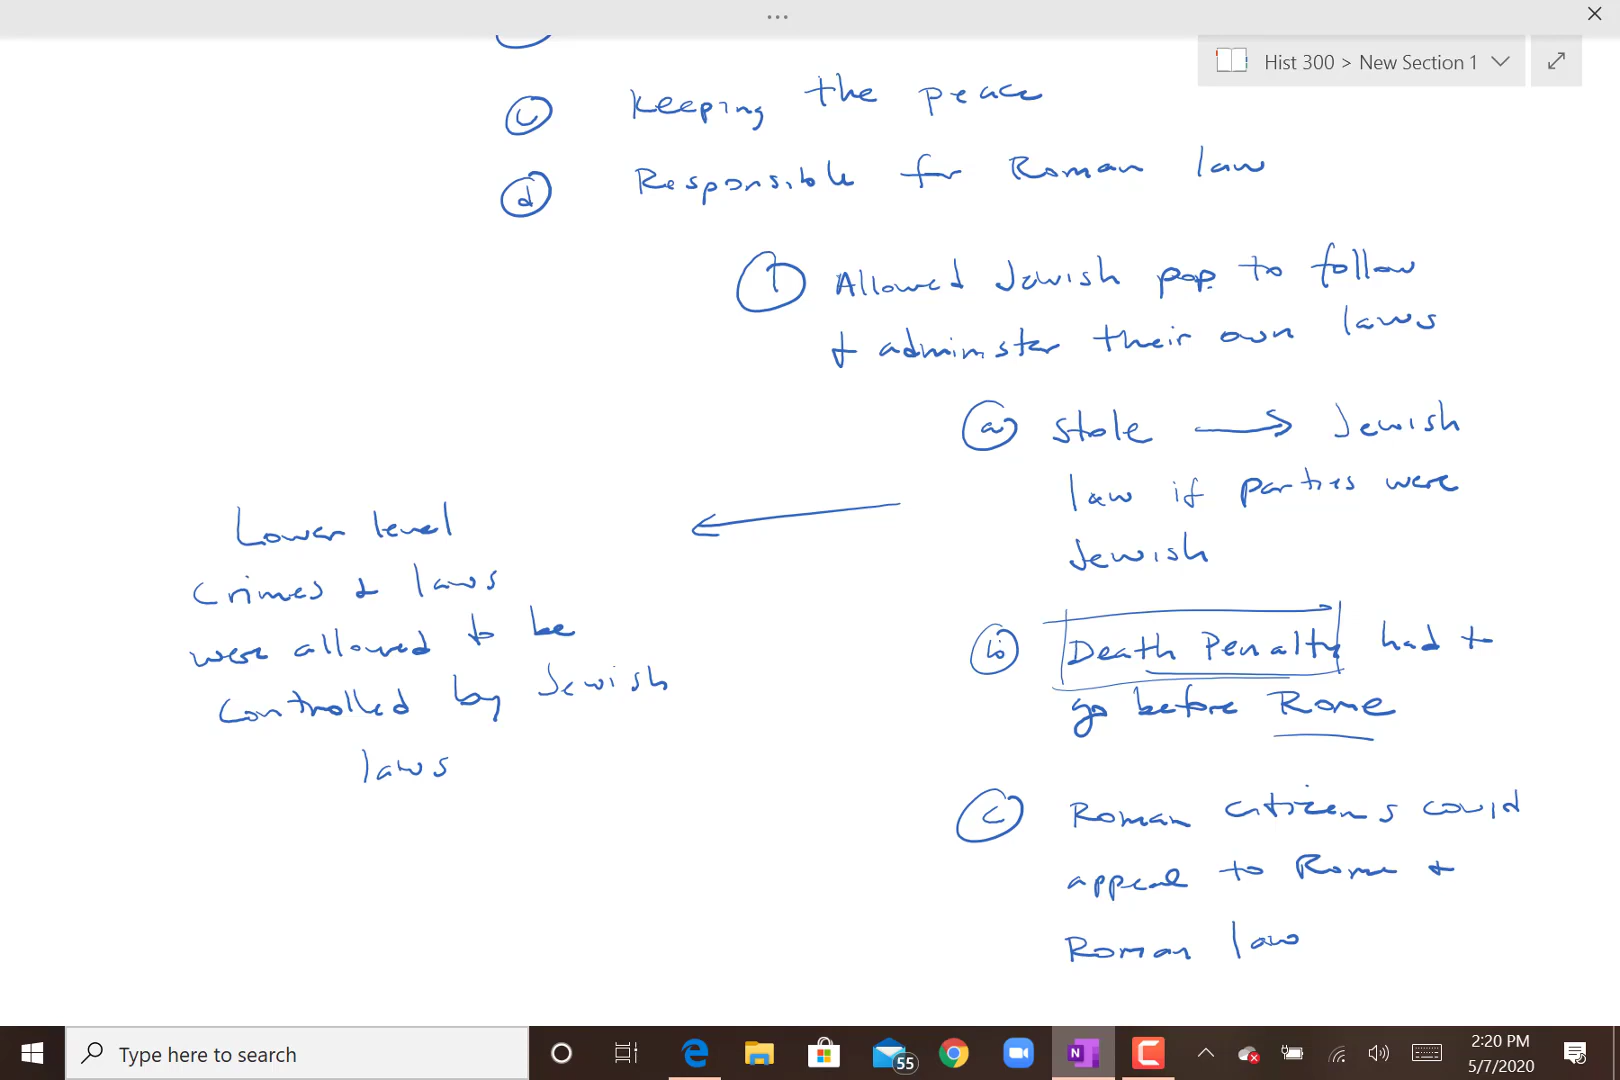 Hist 300 > New Section 1
c Keeping the peace
d Responsible for Roman law
1 Allowed Jewish pop. to follow
+ administer their own laws
a Stole → Jewish
law if parties were
Jewish
←
Lower level
crimes & laws
were allowed to be
controlled by Jewish
laws
b Death Penalty had to
go before Rome
c Roman citizens could
appeal to Rome +
Roman law
Type here to search
55
2:20 PM
5/7/2020